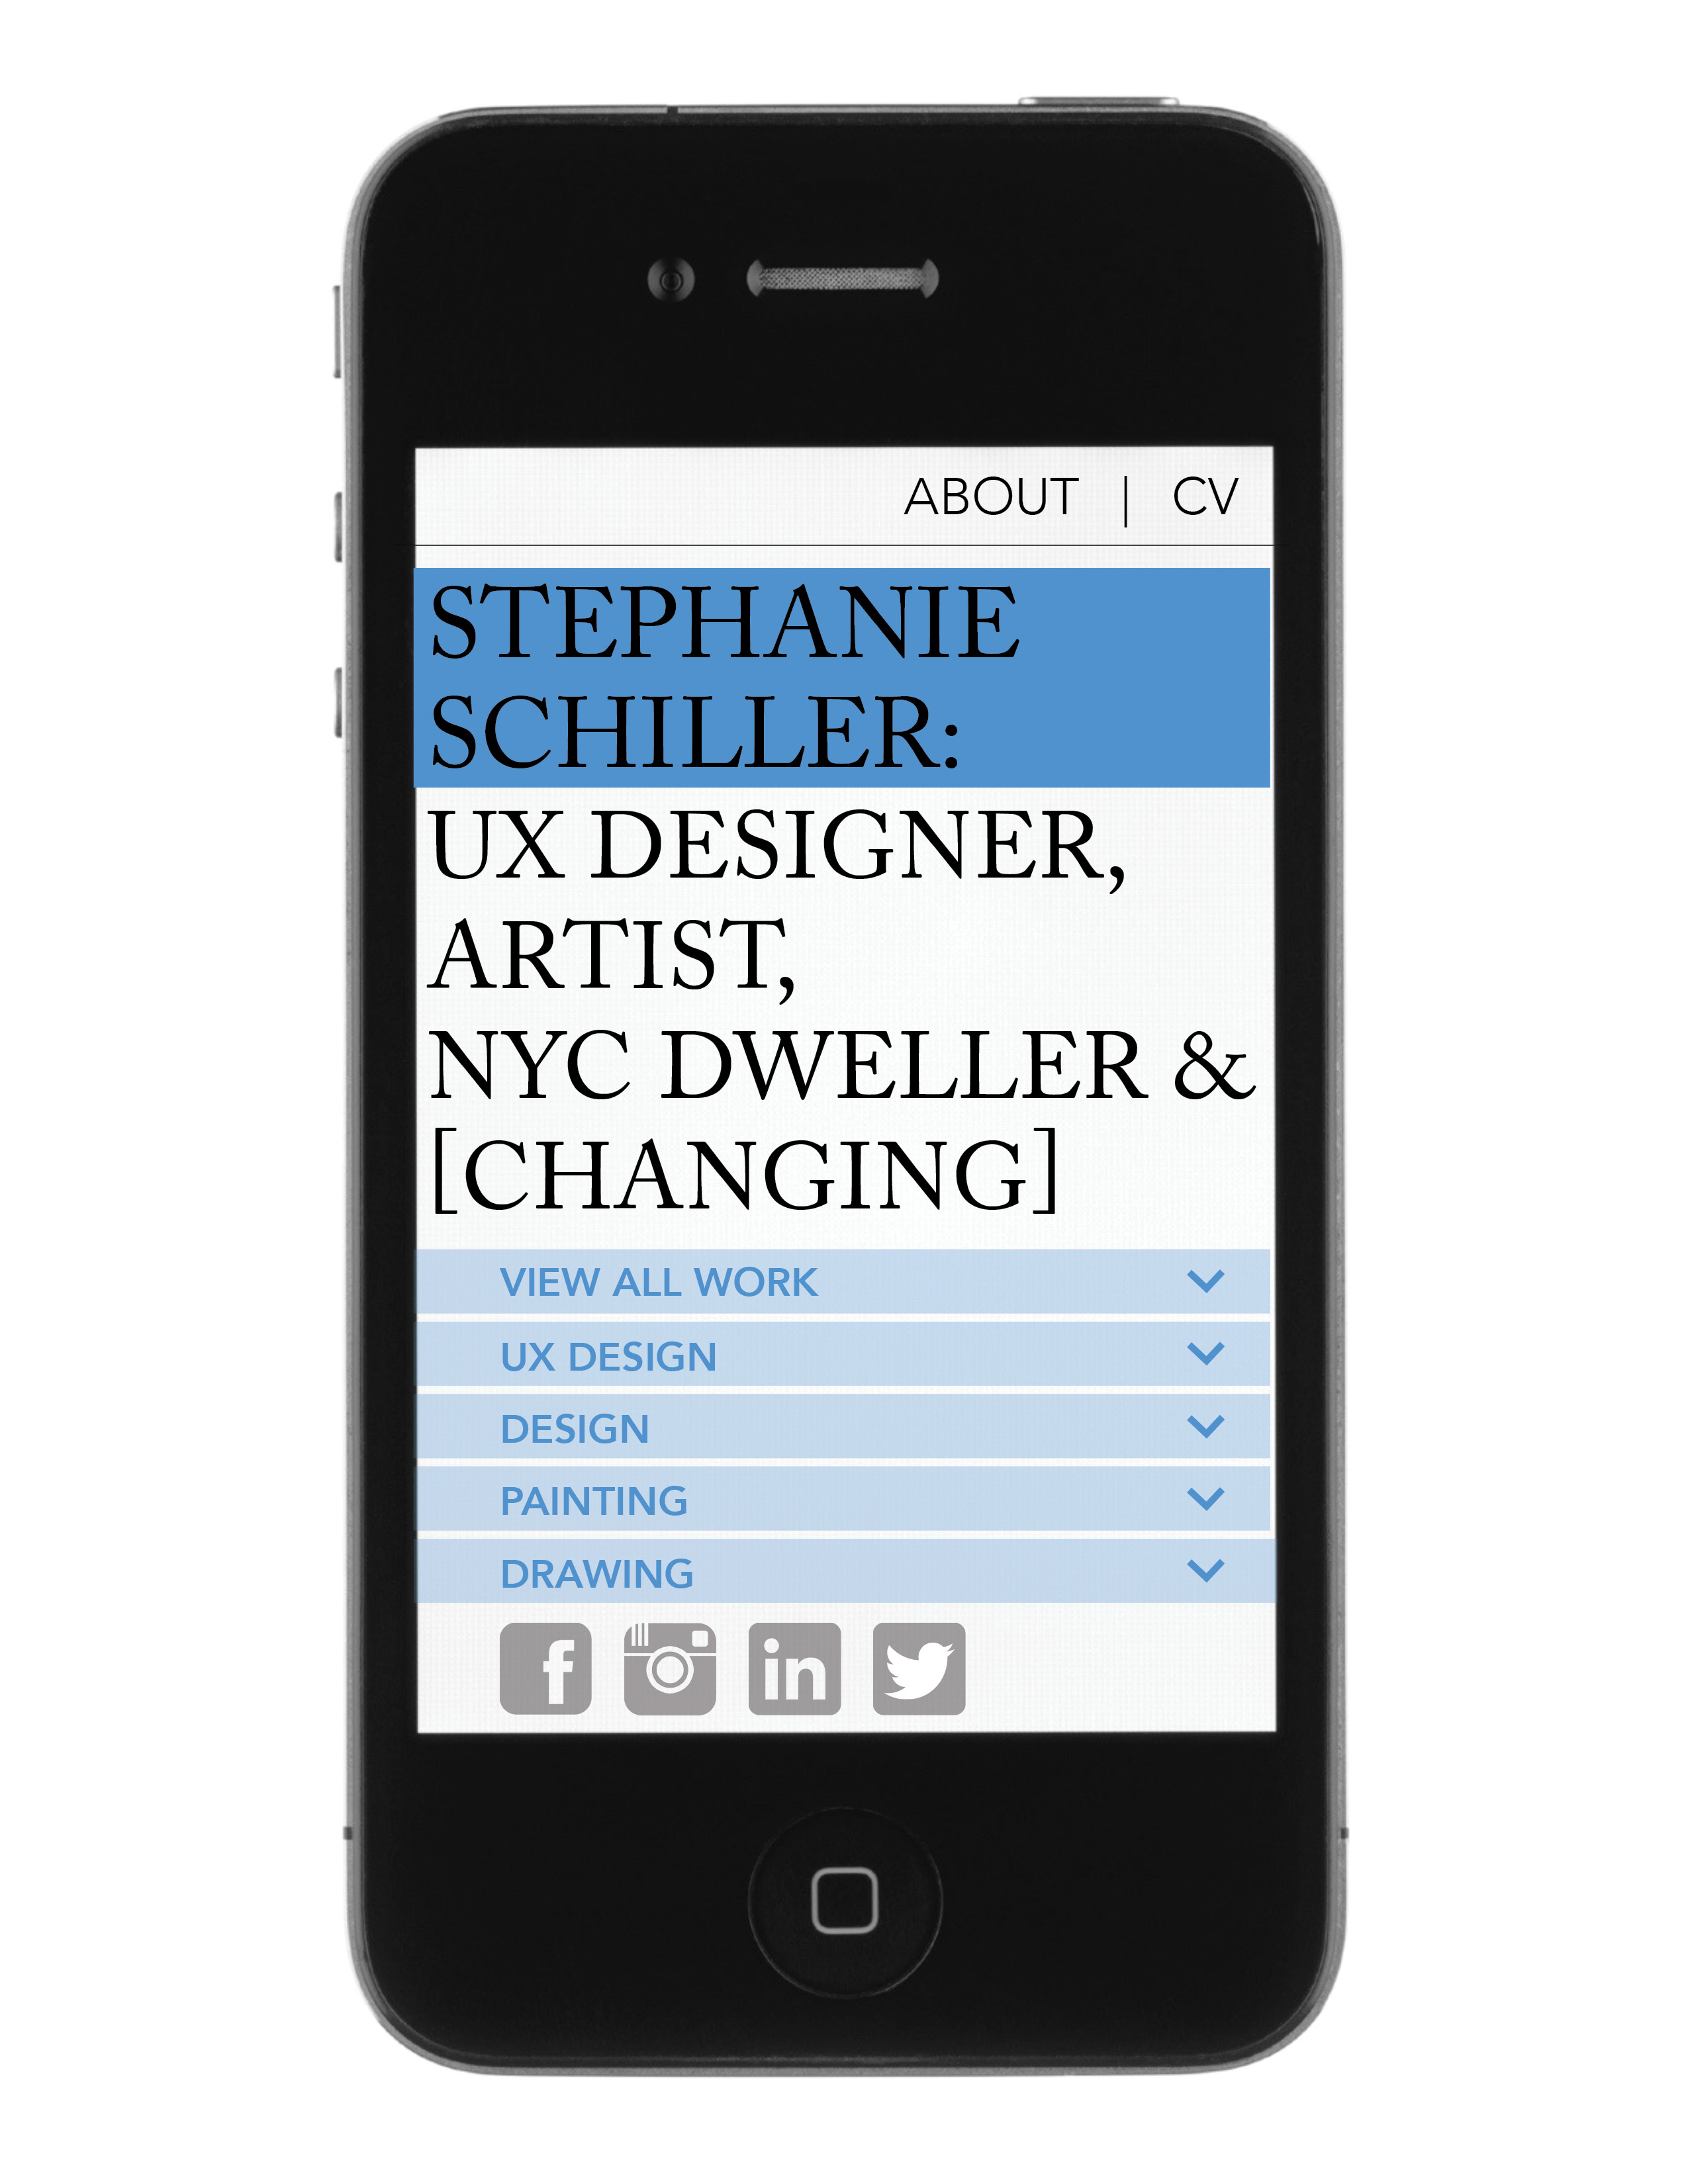 ABOUT | CV
STEPHANIE
SCHILLER:
UX DESIGNER,
ARTIST,
NYC DWELLER &
[CHANGING]
VIEW ALL WORK
UX DESIGN
DESIGN
PAINTING
DRAWING
f
in